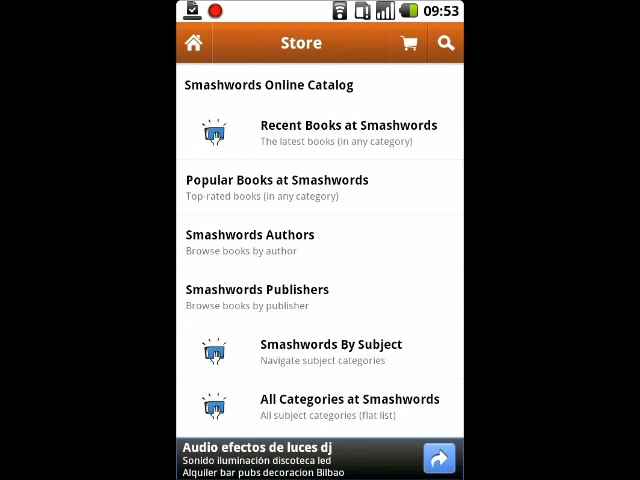 09:53
Store
Smashwords Online Catalog
Recent Books at Smashwords
The latest books (in any category)
Popular Books at Smashwords
Top-rated books (in any category)
Smashwords Authors
Browse books by author
Smashwords Publishers
Browse books by publisher
Smashwords By Subject
Navigate subject categories
All Categories at Smashwords
All subject categories (flat list)
Audio efectos de luces dj
Sonido iluminación discoteca led
Alquiler bar pubs decoracion Bilbao